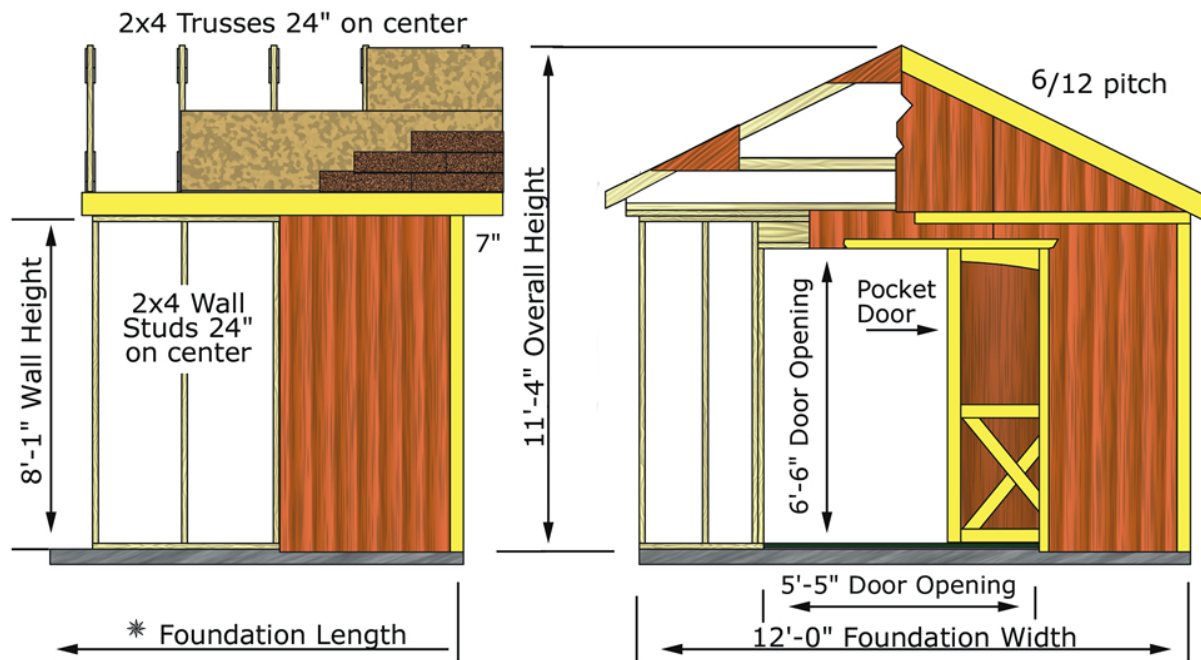 2x4 Trusses 24" on center
6/12 pitch
7"
8'-1" Wall Height
2x4 Wall
Studs 24"
on center
11'-4" Overall Height
Pocket
Door
6'-6" Door Opening
5'-5" Door Opening
* Foundation Length
12'-0" Foundation Width